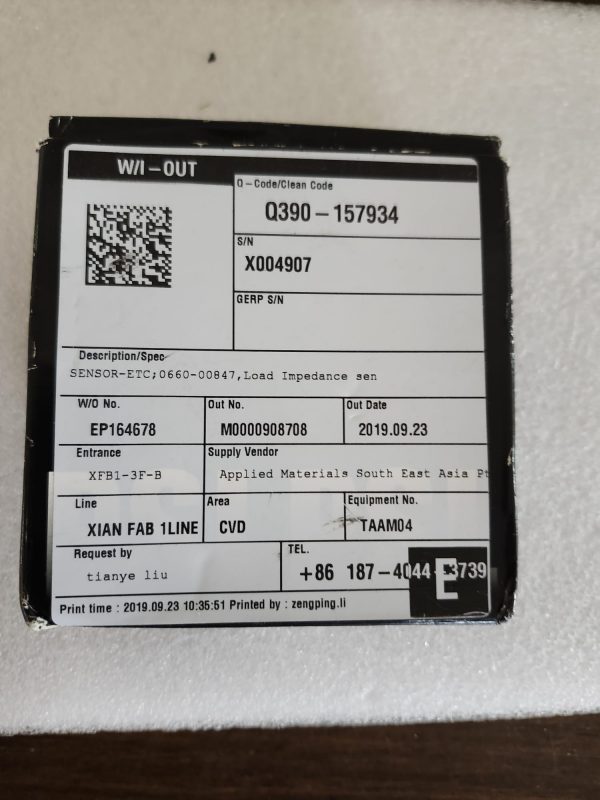 W/I-OUT
Q-Code/Clean Code
Q390-157934
S/N
X004907
GERP S/N
Description/Spec
SENSOR-ETC;0660-00847,Load Impedance sen
W/O No.
EP164678
Out No.
M0000908708
Out Date
2019.09.23
Entrance
XFB1-3F-B
Supply Vendor
Applied Materials South East Asia Pt
Line
XIAN FAB 1LINE
Area
CVD
Equipment No.
TAAM04
Request by
tianye liu
TEL.
+86 187-4044-3739
E
Print time : 2019.09.23 10:35:51 Printed by : zengping.li